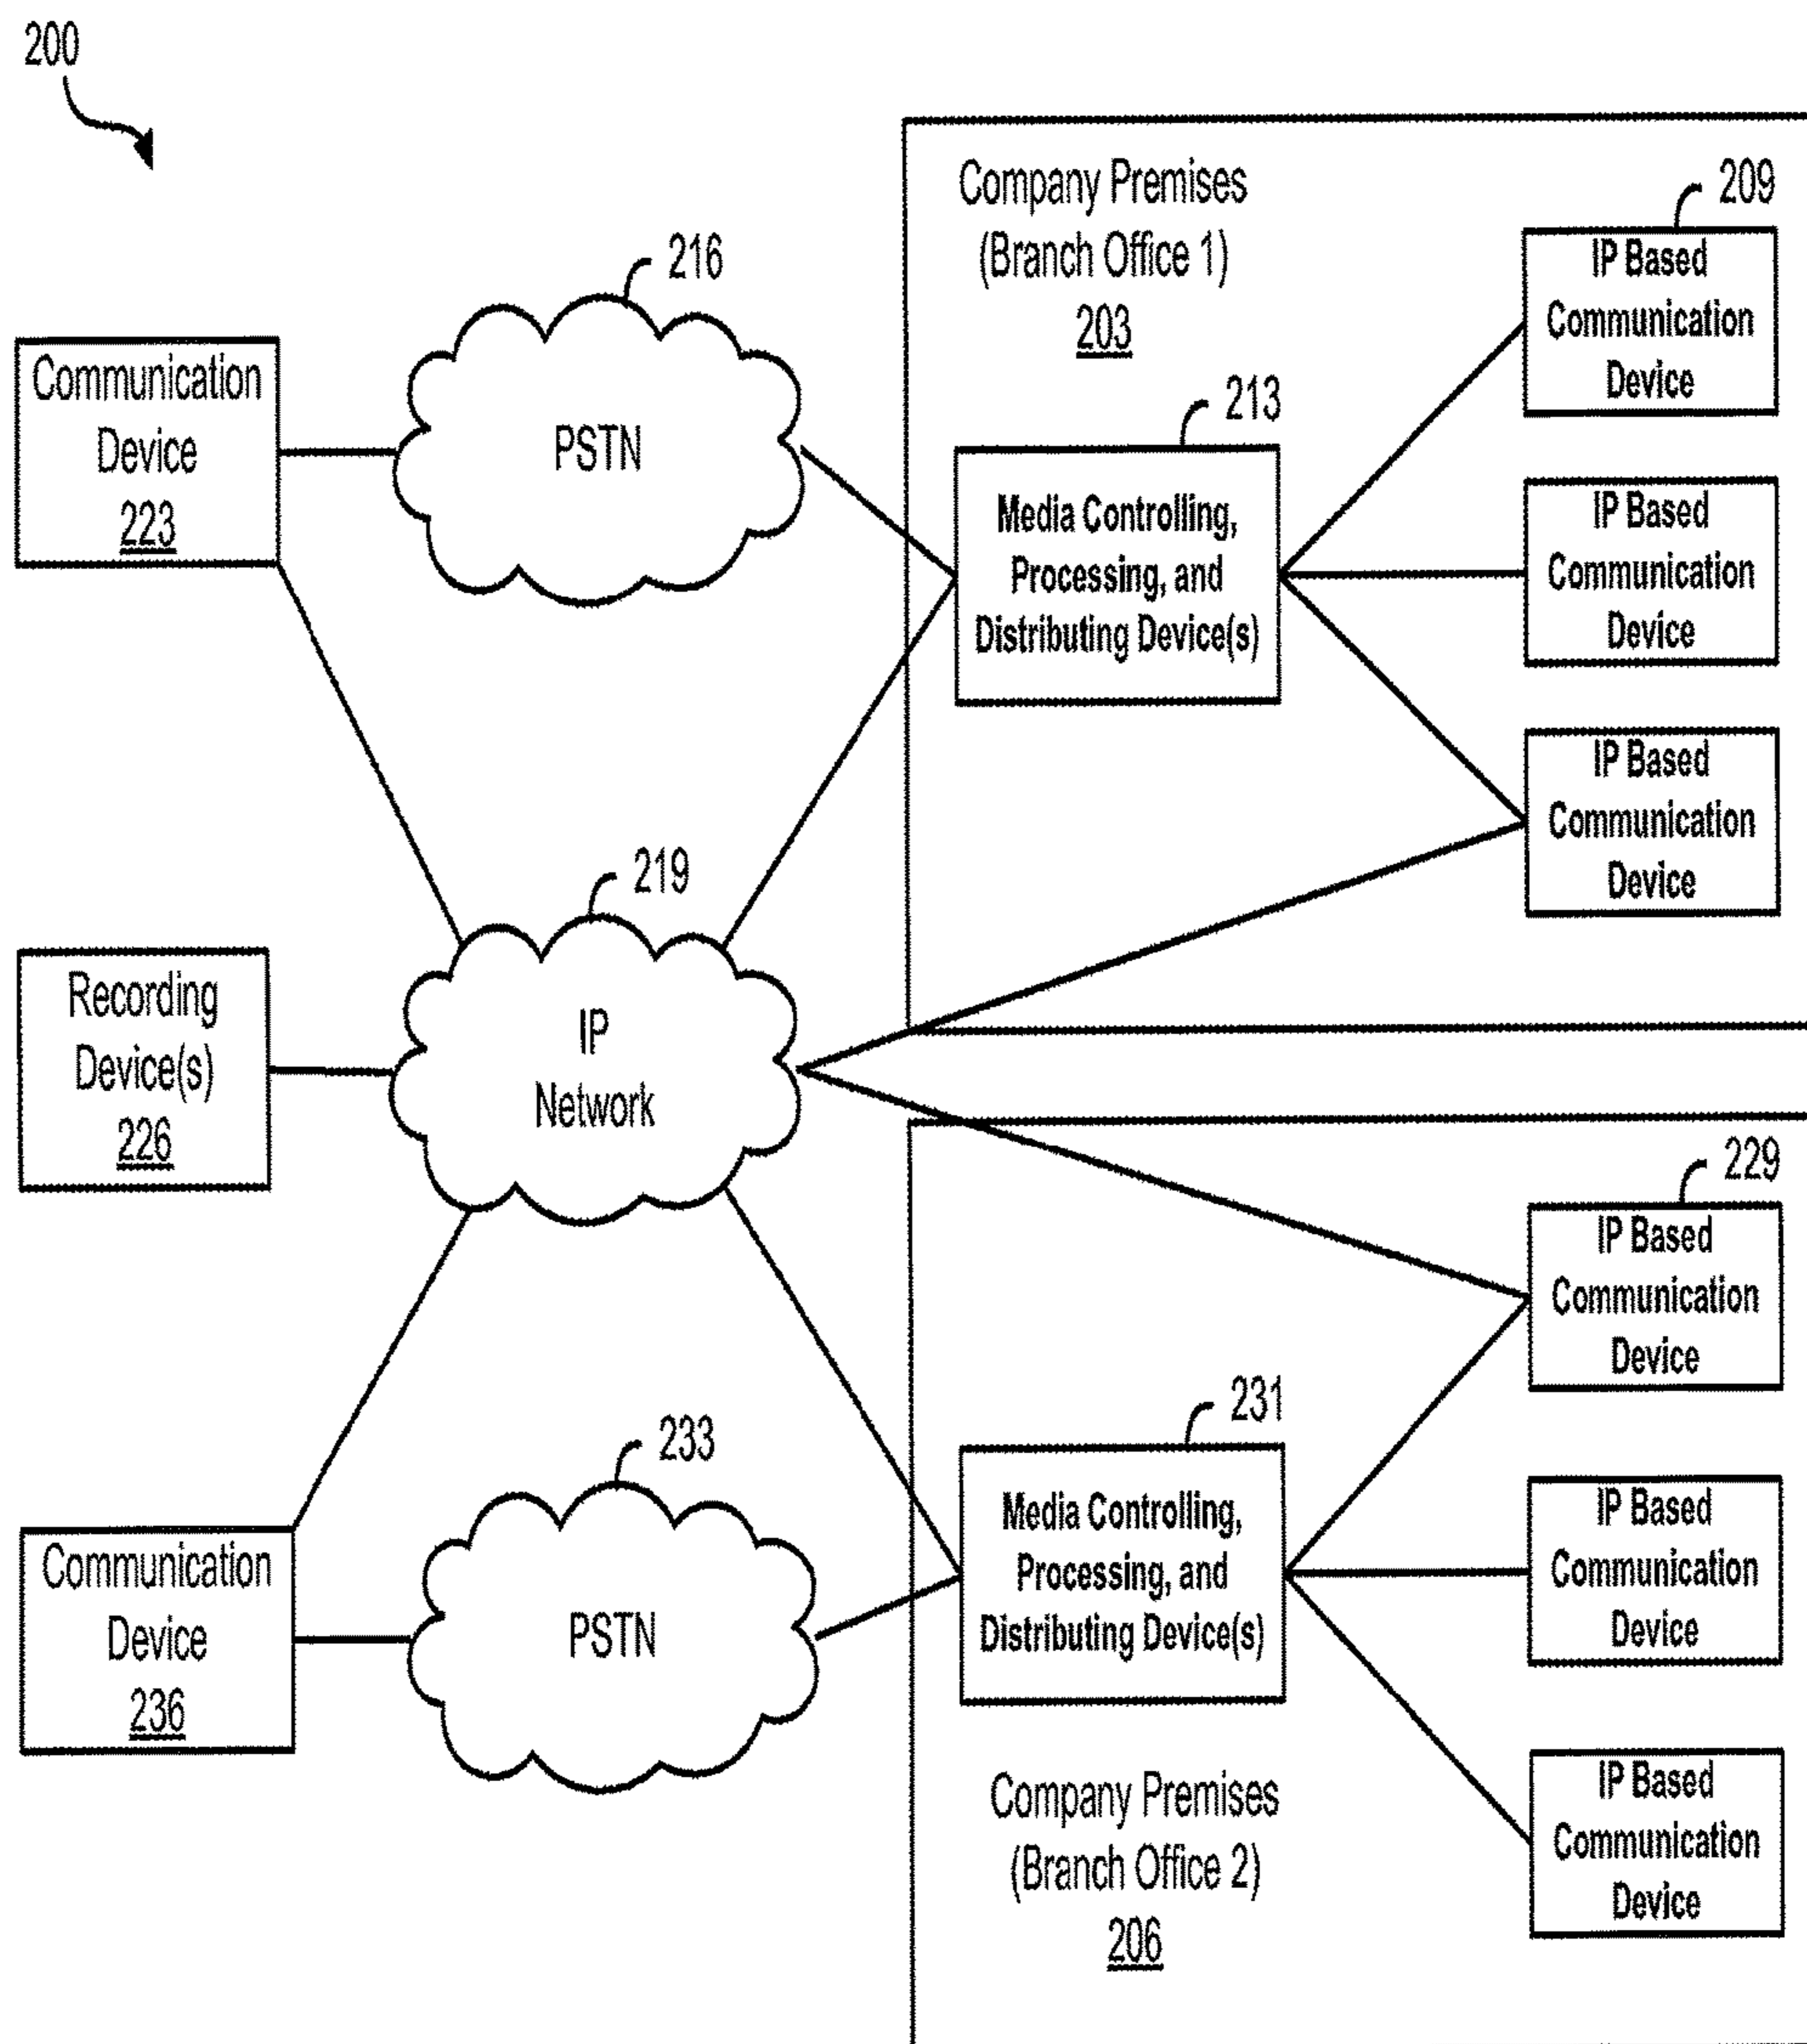 200
Company Premises
(Branch Office 1)
203
209
IP Based
Communication
Device
216
PSTN
Communication
Device
223
213
Media Controlling,
Processing, and
Distributing Device(s)
IP Based
Communication
Device
IP Based
Communication
Device
219
IP
Network
Recording
Device(s)
226
229
IP Based
Communication
Device
231
Media Controlling,
Processing, and
Distributing Device(s)
233
PSTN
Communication
Device
236
IP Based
Communication
Device
IP Based
Communication
Device
Company Premises
(Branch Office 2)
206